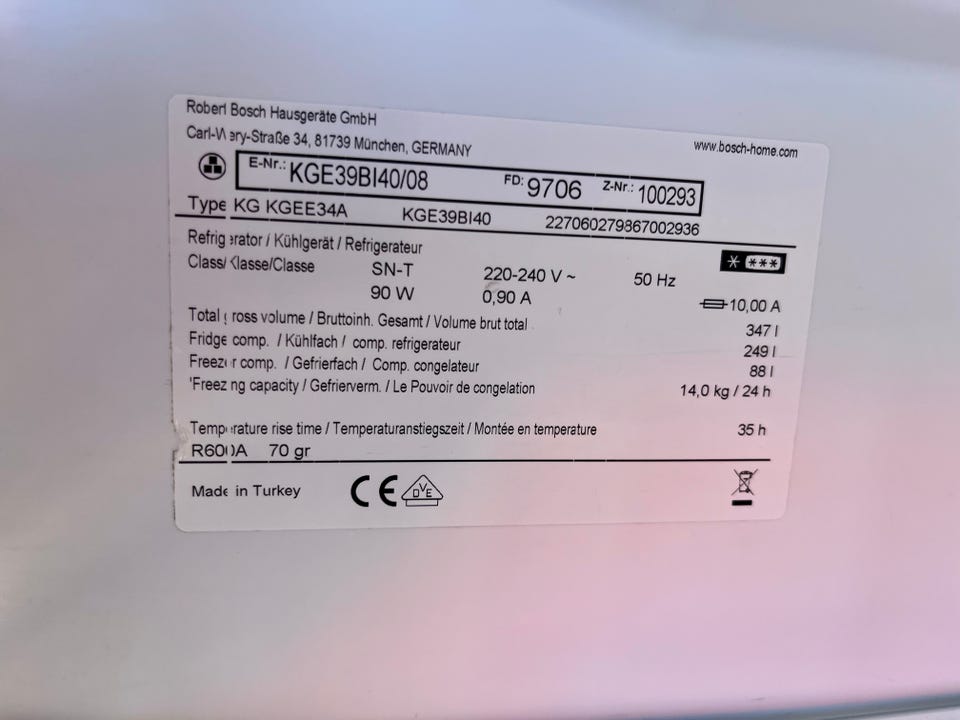 Robert Bosch Hausgeräte GmbH
Carl-Wery-Straße 34, 81739 München, GERMANY
www.bosch-home.com
E-Nr.: KGE39BI40/08 FD: 9706 Z-Nr.: 100293
Type KG KGEE34A KGE39BI40 227060279867002936
Refrigerator / Kühlgerät / Refrigerateur
Class/Klasse/Classe SN-T 220-240 V ~ 50 Hz
90 W 0,90 A 10,00 A
Total gross volume / Bruttoinh. Gesamt / Volume brut total 347 l
Fridge comp. / Kühlfach / comp. refrigerateur 249 l
Freezer comp. / Gefrierfach / Comp. congelateur 88 l
'Freezing capacity / Gefrierverm. / Le Pouvoir de congelation 14,0 kg / 24 h
Temperature rise time / Temperaturanstiegszeit / Montée en temperature 35 h
R600A 70 gr
Made in Turkey CE DVE